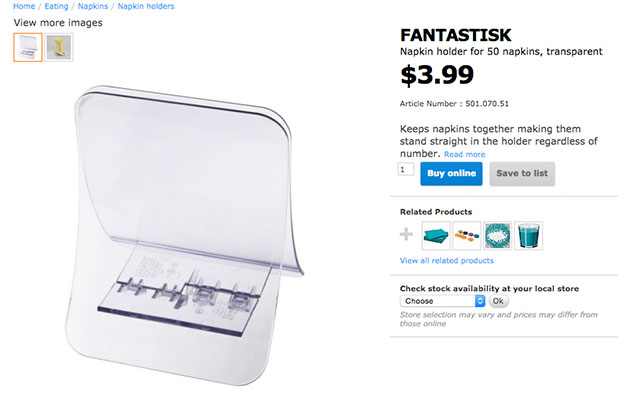 Home / Eating / Napkins / Napkin holders
View more images
FANTASTISK
Napkin holder for 50 napkins, transparent
$3.99
Article Number : 501.070.51
Keeps napkins together making them
stand straight in the holder regardless of
number. Read more
1
Buy online
Save to list
Related Products
View all related products
Check stock availability at your local store
Choose
Ok
Store selection may vary and prices may differ from
those online